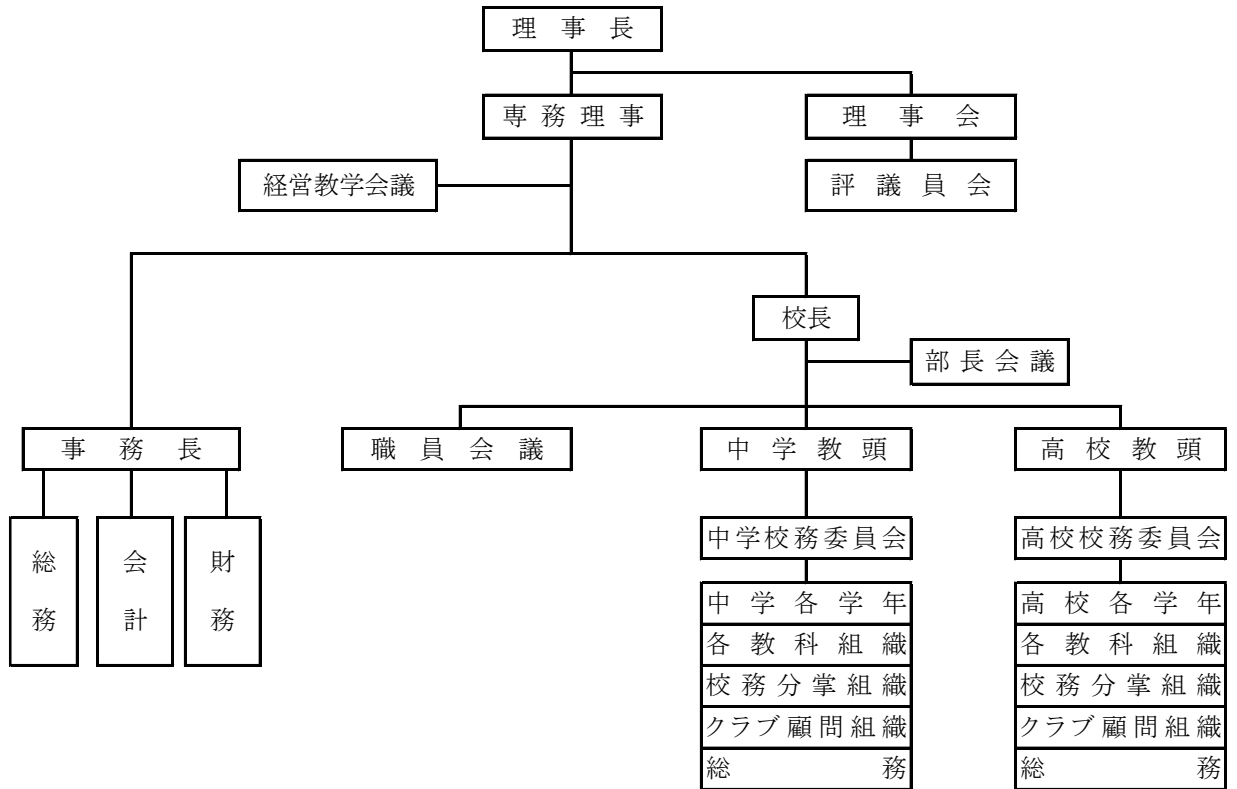 理事長
専務理事
理事会
経営教学会議
評議員会
校長
部長会議
事務長
職員会議
中学教頭
高校教頭
総務
会計
財務
中学校務委員会
高校校務委員会
中学各学年
各教科組織
校務分掌組織
クラブ顧問組織
総務
高校各学年
各教科組織
校務分掌組織
クラブ顧問組織
総務